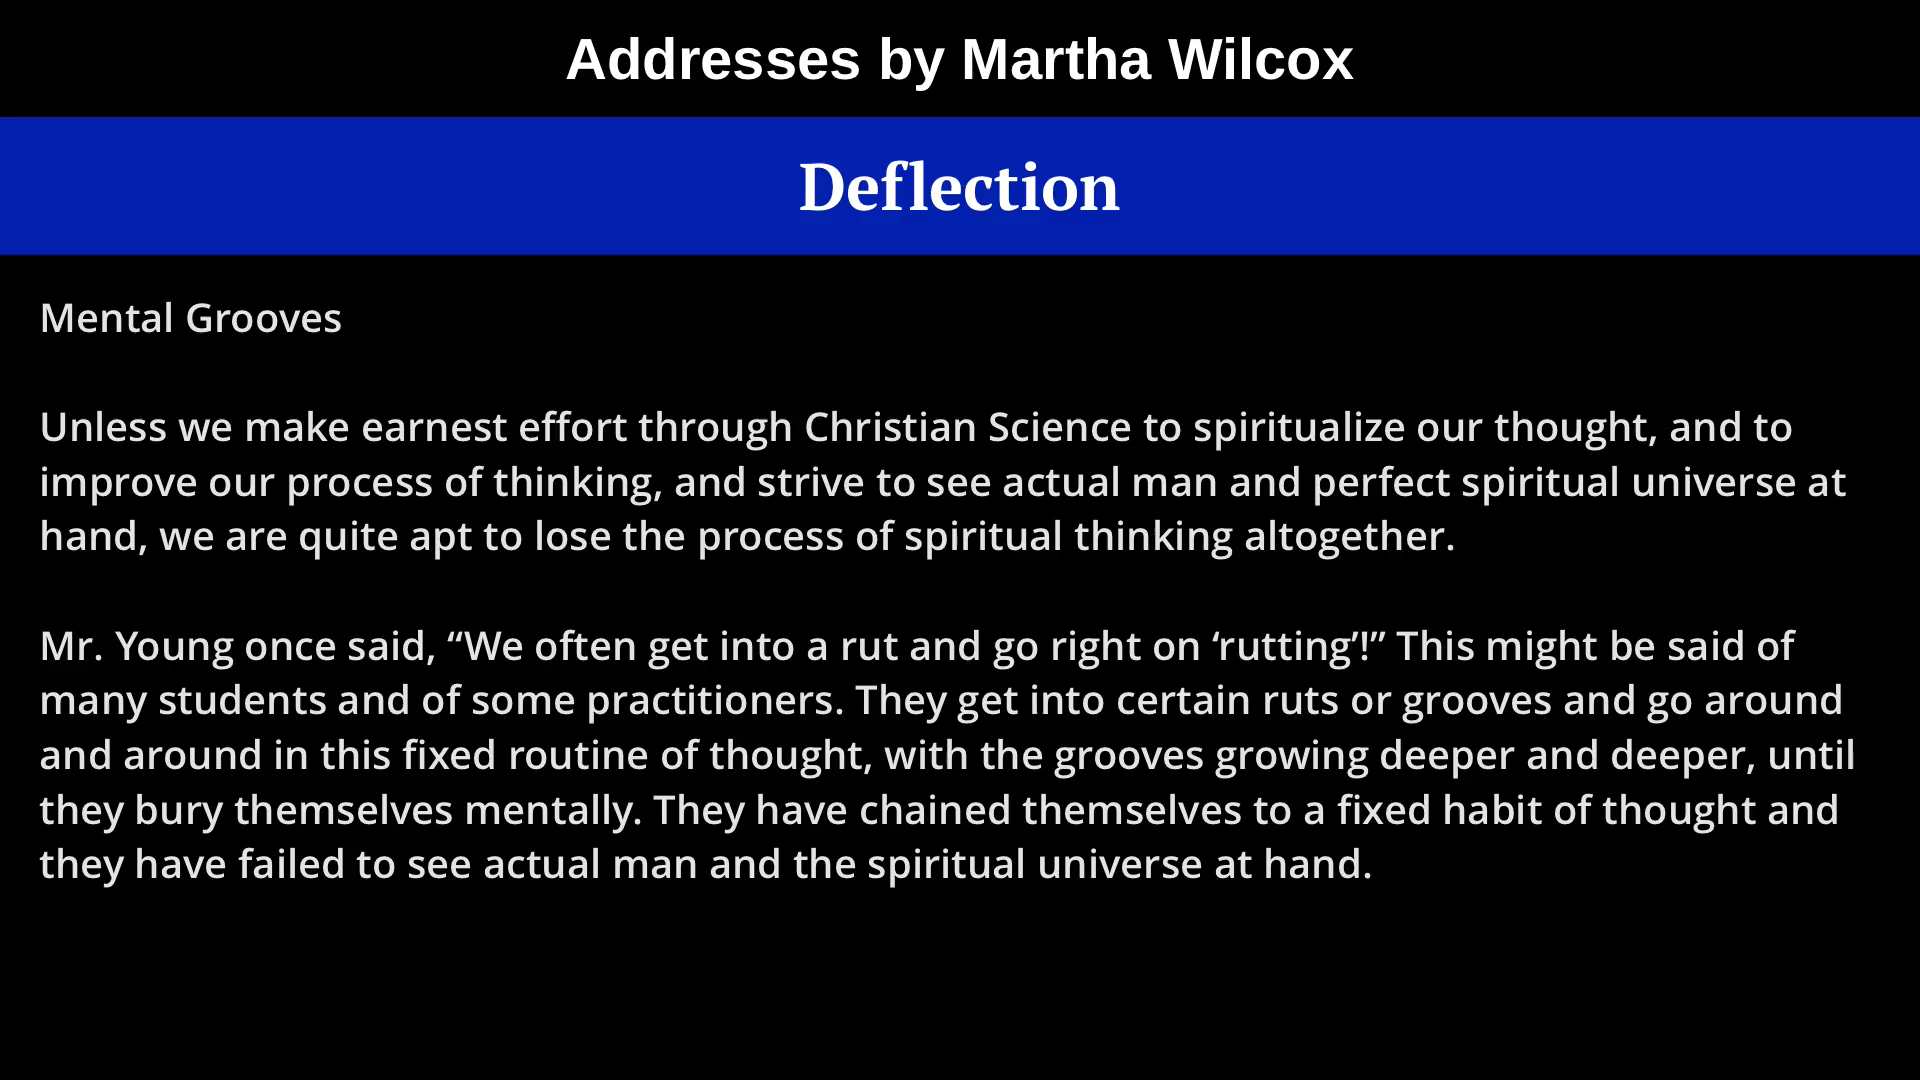 Addresses by Martha Wilcox
Deflection
Mental Grooves
Unless we make earnest effort through Christian Science to spiritualize our thought, and to
improve our process of thinking, and strive to see actual man and perfect spiritual universe at
hand, we are quite apt to lose the process of spiritual thinking altogether.
Mr. Young once said, “We often get into a rut and go right on ‘rutting’!” This might be said of
many students and of some practitioners. They get into certain ruts or grooves and go around
and around in this fixed routine of thought, with the grooves growing deeper and deeper, until
they bury themselves mentally. They have chained themselves to a fixed habit of thought and
they have failed to see actual man and the spiritual universe at hand.